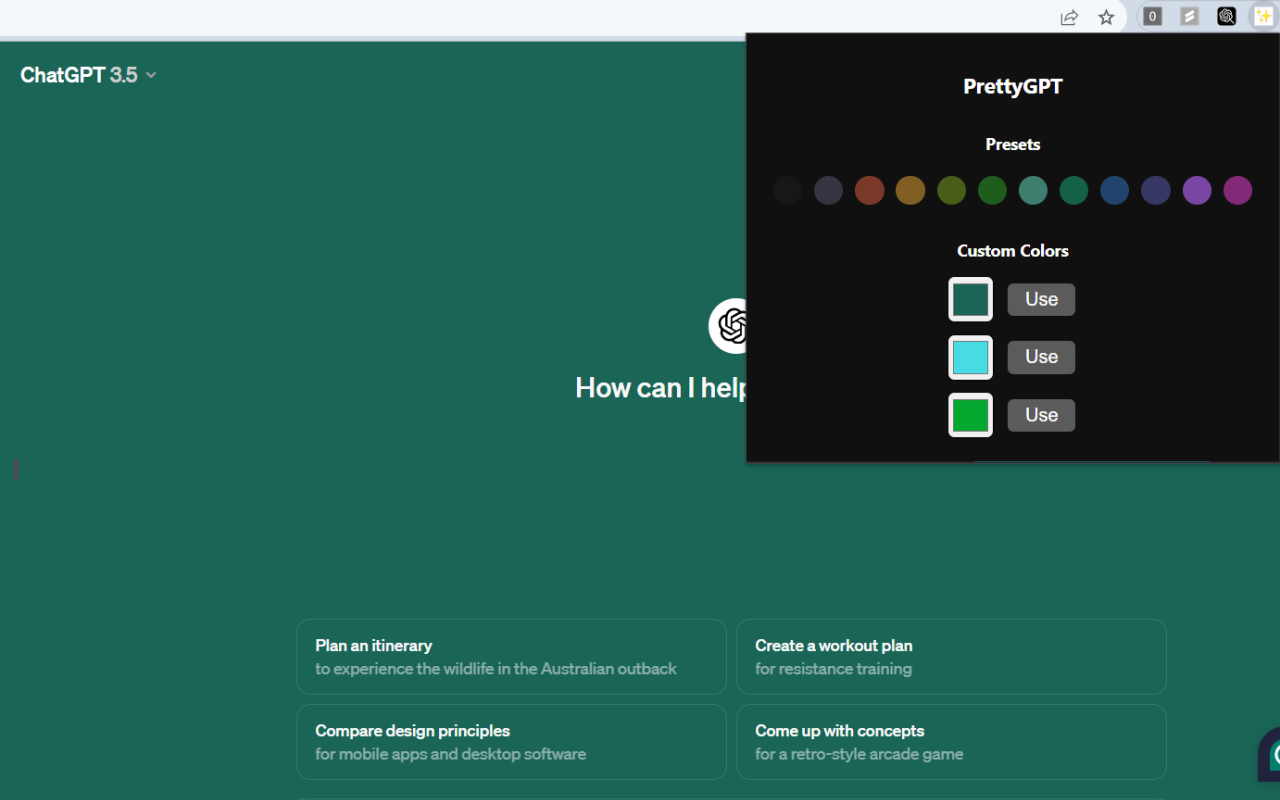 0
ChatGPT 3.5
PrettyGPT
Presets
Custom Colors
Use
Use
Use
How can I help
Plan an itinerary
to experience the wildlife in the Australian outback
Create a workout plan
for resistance training
Compare design principles
for mobile apps and desktop software
Come up with concepts
for a retro-style arcade game